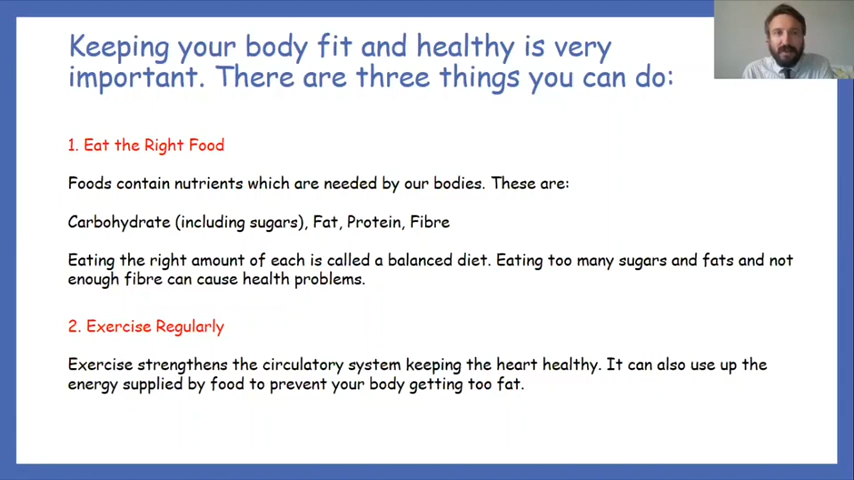 Keeping your body fit and healthy is very
important. There are three things you can do:
1. Eat the Right Food
Foods contain nutrients which are needed by our bodies. These are:
Carbohydrate (including sugars), Fat, Protein, Fibre
Eating the right amount of each is called a balanced diet. Eating too many sugars and fats and not
enough fibre can cause health problems.
2. Exercise Regularly
Exercise strengthens the circulatory system keeping the heart healthy. It can also use up the
energy supplied by food to prevent your body getting too fat.